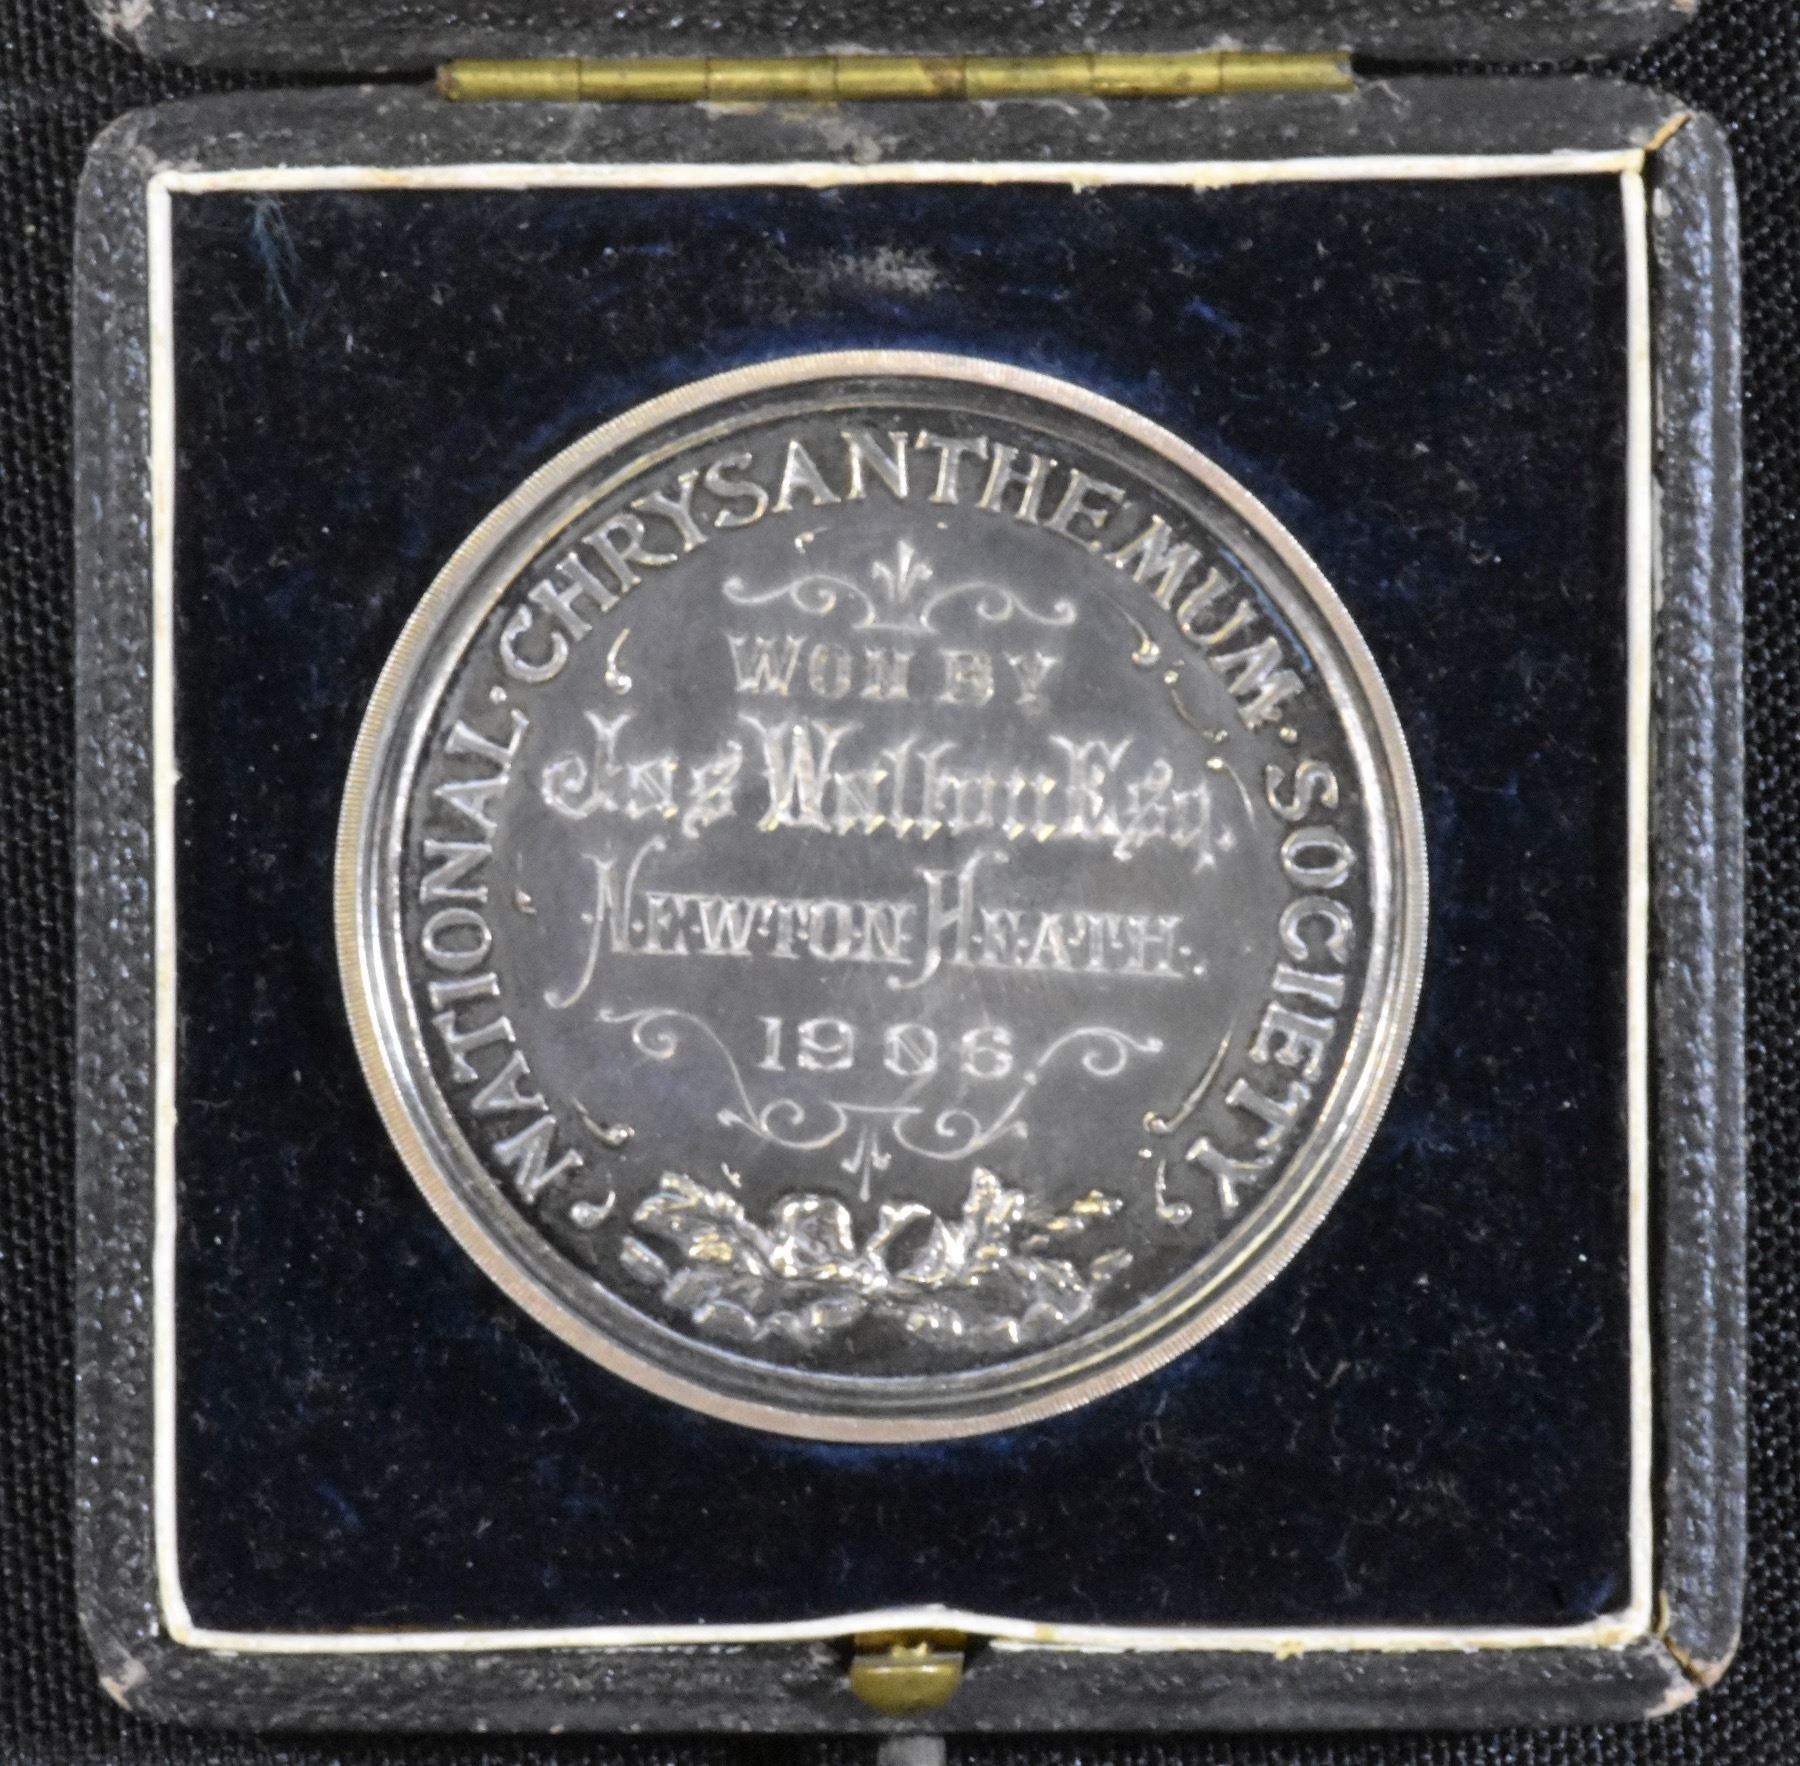 NATIONAL · CHRYSANTHEMUM · SOCIETY
WON BY
Jas Walton Esq.
NEWTON HEATH.
1906